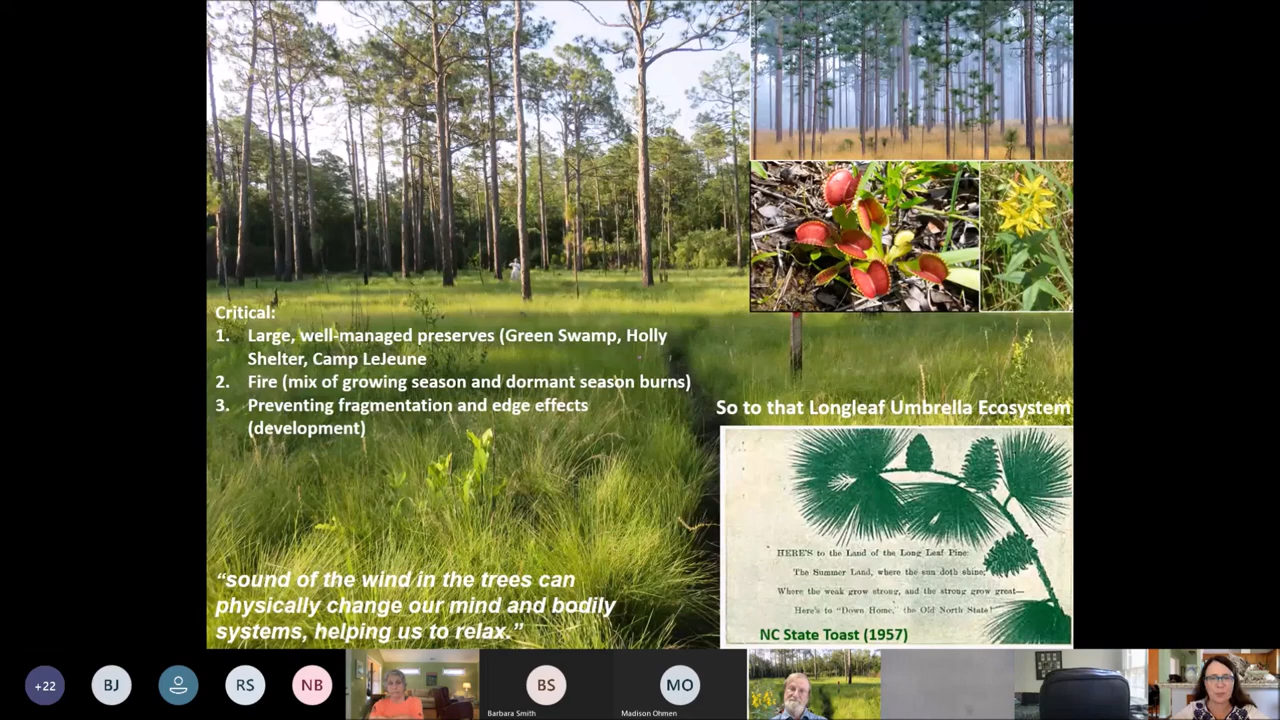 Critical:
1. Large, well-managed preserves (Green Swamp, Holly
Shelter, Camp LeJeune
2. Fire (mix of growing season and dormant season burns)
3. Preventing fragmentation and edge effects
(development)
So to that Longleaf Umbrella Ecosystem
HERE'S to the Land of the Long Leaf Pine,
The Summer Land, where the sun doth shine;
Where the weak grow strong, and the strong grow great—
Here's to "Down Home," the Old North State!
NC State Toast (1957)
“sound of the wind in the trees can
physically change our mind and bodily
systems, helping us to relax.”
+22
BJ
RS
NB
BS
Barbara Smith
MO
Madison Ohmen